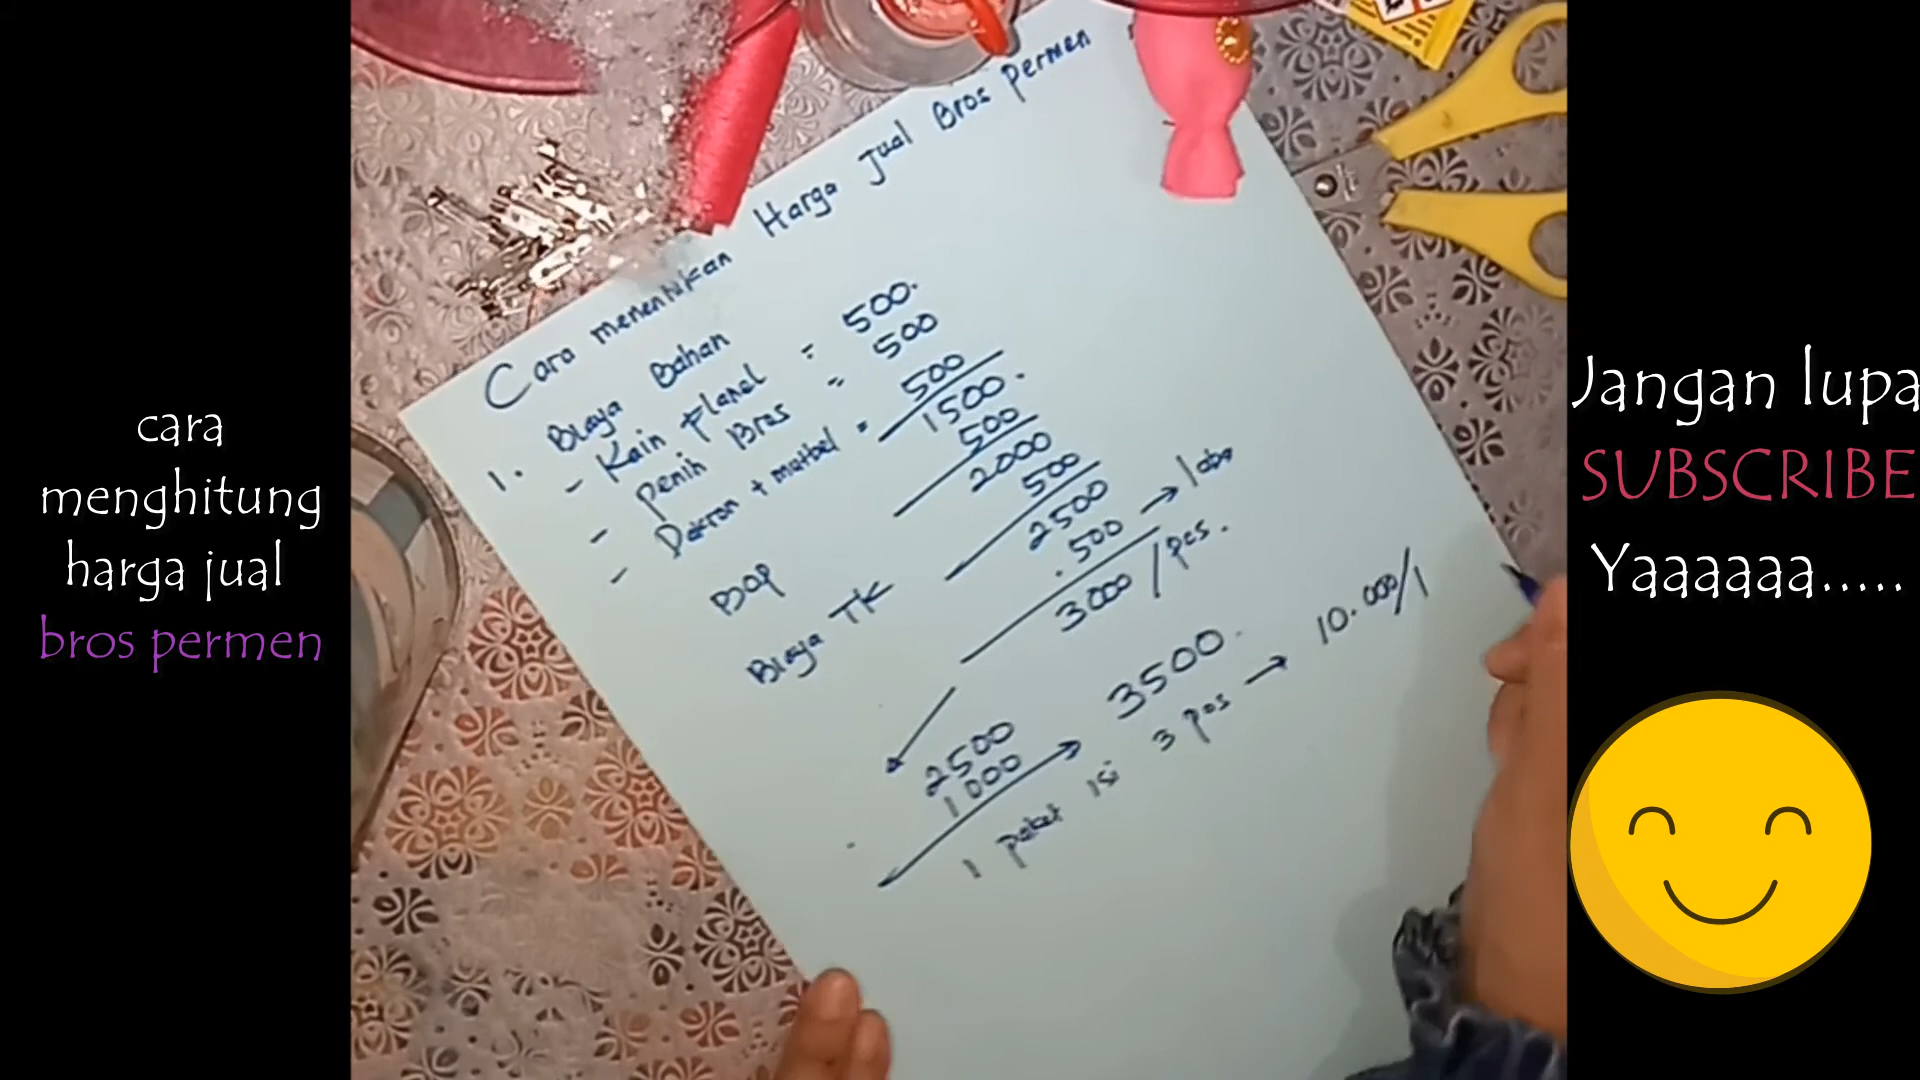 cara
menghitung
harga jual
bros permen
Cara menentukan Harga Jual Bros permen
1. Biaya Bahan
- Kain flanel = 500.
- peniti Bros = 500
- Dakron + mutbel = 500
1500.
BOP 500
2000
Biaya TK 500
2500
500 → laba
3000 / pcs.
2500
1000 → 3500.
1 paket isi 3 pcs → 10.000/1
Jangan lupa
SUBSCRIBE
Yaaaaaa.....